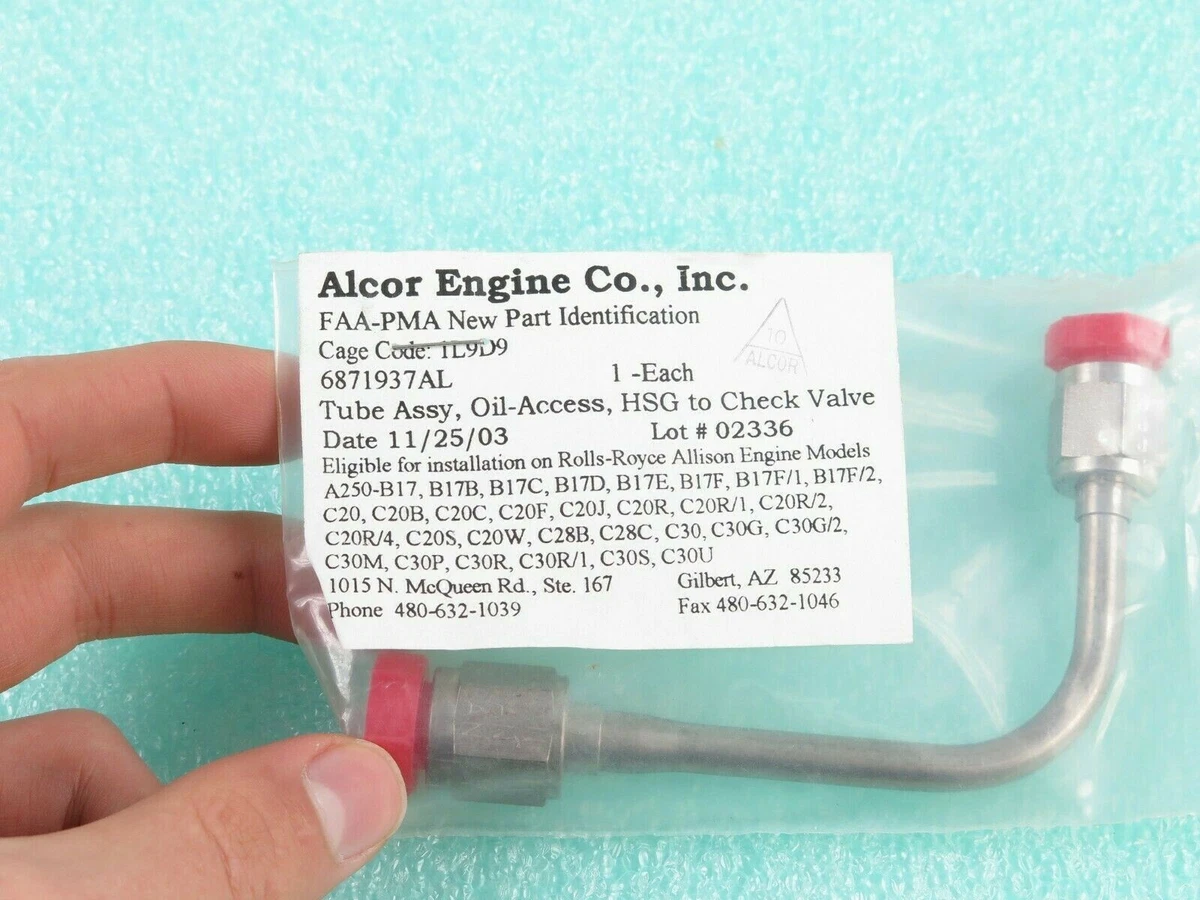 Alcor Engine Co., Inc.
FAA-PMA New Part Identification
Cage Code: 1L9D9
10
ALCOR
6871937AL 1 -Each
Tube Assy, Oil-Access, HSG to Check Valve
Date 11/25/03 Lot # 02336
Eligible for installation on Rolls-Royce Allison Engine Models
A250-B17, B17B, B17C, B17D, B17E, B17F, B17F/1, B17F/2,
C20, C20B, C20C, C20F, C20J, C20R, C20R/1, C20R/2,
C20R/4, C20S, C20W, C28B, C28C, C30, C30G, C30G/2,
C30M, C30P, C30R, C30R/1, C30S, C30U
1015 N. McQueen Rd., Ste. 167 Gilbert, AZ 85233
Phone 480-632-1039 Fax 480-632-1046